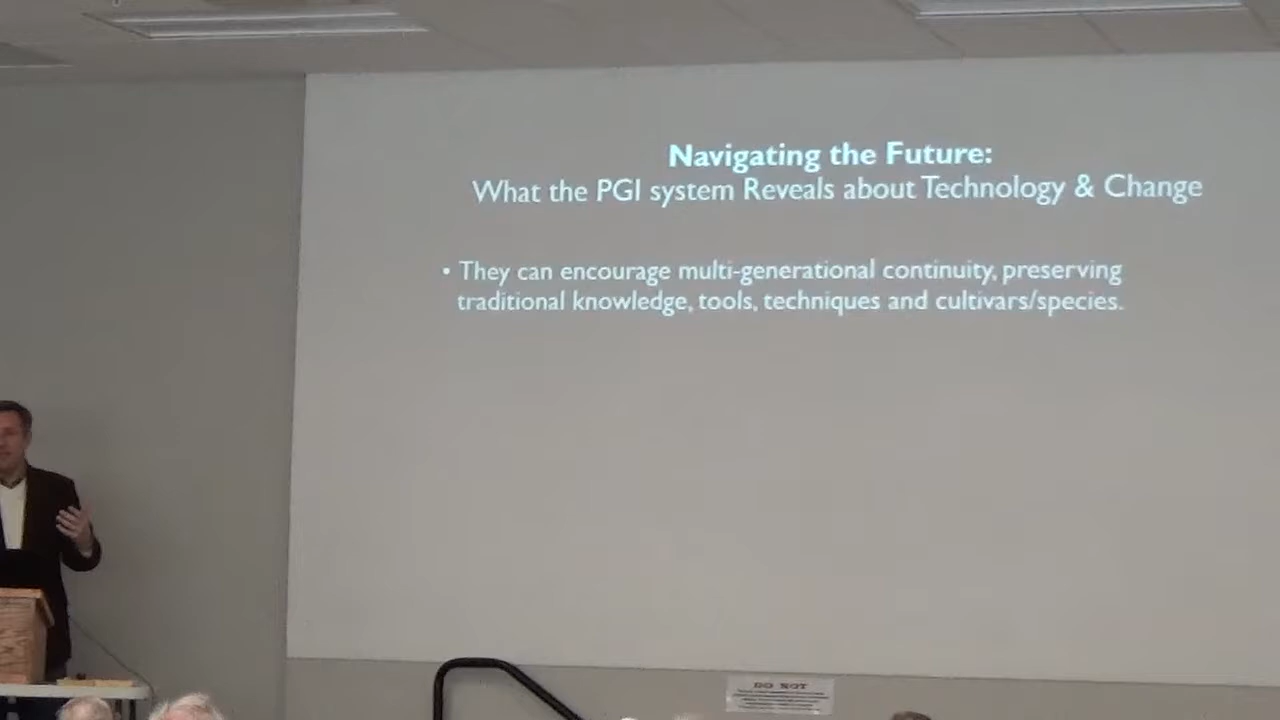 Navigating the Future:
What the PGI system Reveals about Technology & Change
• They can encourage multi-generational continuity, preserving
traditional knowledge, tools, techniques and cultivars/species.
DO NOT